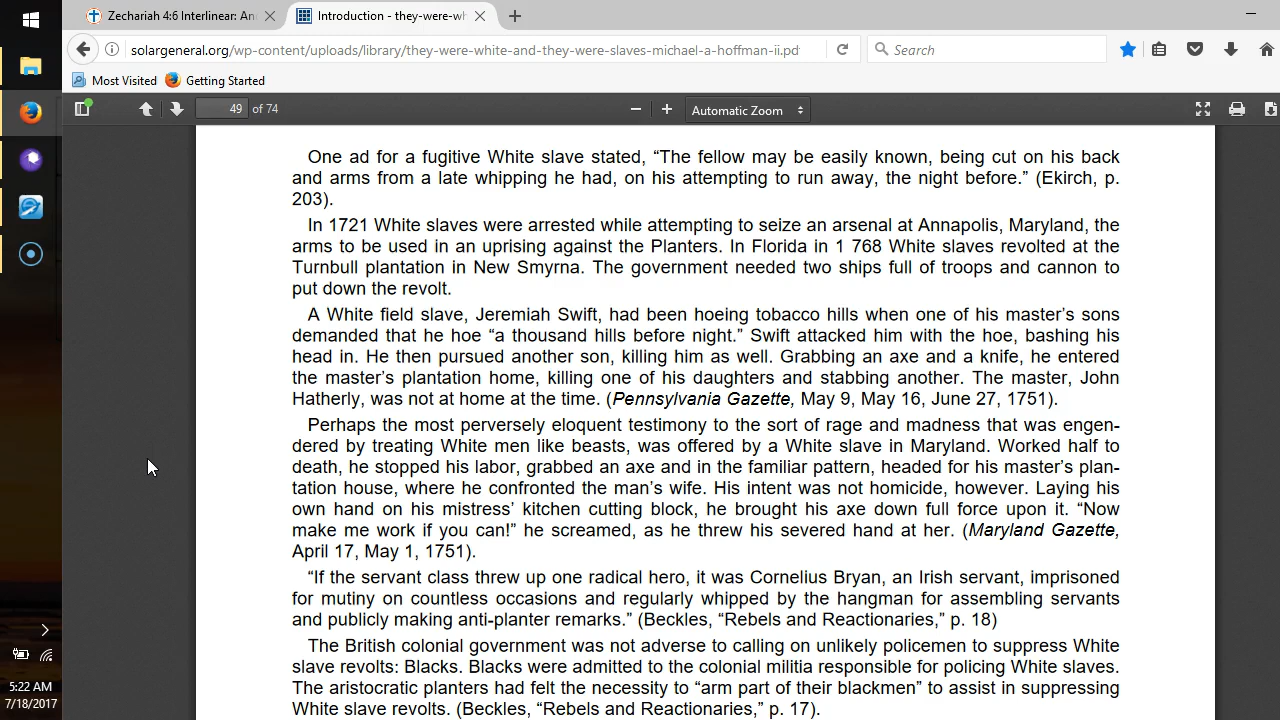 Zechariah 4:6 Interlinear: An
Introduction - they-were-wh
solargeneral.org/wp-content/uploads/library/they-were-white-and-they-were-slaves-michael-a-hoffman-ii.pd
Search
Most Visited
Getting Started
49 of 74
Automatic Zoom
One ad for a fugitive White slave stated, “The fellow may be easily known, being cut on his back
and arms from a late whipping he had, on his attempting to run away, the night before.” (Ekirch, p.
203).
In 1721 White slaves were arrested while attempting to seize an arsenal at Annapolis, Maryland, the
arms to be used in an uprising against the Planters. In Florida in 1 768 White slaves revolted at the
Turnbull plantation in New Smyrna. The government needed two ships full of troops and cannon to
put down the revolt.
A White field slave, Jeremiah Swift, had been hoeing tobacco hills when one of his master’s sons
demanded that he hoe “a thousand hills before night.” Swift attacked him with the hoe, bashing his
head in. He then pursued another son, killing him as well. Grabbing an axe and a knife, he entered
the master’s plantation home, killing one of his daughters and stabbing another. The master, John
Hatherly, was not at home at the time. (Pennsylvania Gazette, May 9, May 16, June 27, 1751).
Perhaps the most perversely eloquent testimony to the sort of rage and madness that was engen-
dered by treating White men like beasts, was offered by a White slave in Maryland. Worked half to
death, he stopped his labor, grabbed an axe and in the familiar pattern, headed for his master’s plan-
tation house, where he confronted the man’s wife. His intent was not homicide, however. Laying his
own hand on his mistress’ kitchen cutting block, he brought his axe down full force upon it. “Now
make me work if you can!” he screamed, as he threw his severed hand at her. (Maryland Gazette,
April 17, May 1, 1751).
“If the servant class threw up one radical hero, it was Cornelius Bryan, an Irish servant, imprisoned
for mutiny on countless occasions and regularly whipped by the hangman for assembling servants
and publicly making anti-planter remarks.” (Beckles, “Rebels and Reactionaries,” p. 18)
The British colonial government was not adverse to calling on unlikely policemen to suppress White
slave revolts: Blacks. Blacks were admitted to the colonial militia responsible for policing White slaves.
The aristocratic planters had felt the necessity to “arm part of their blackmen” to assist in suppressing
White slave revolts. (Beckles, “Rebels and Reactionaries,” p. 17).
5:22 AM
7/18/2017